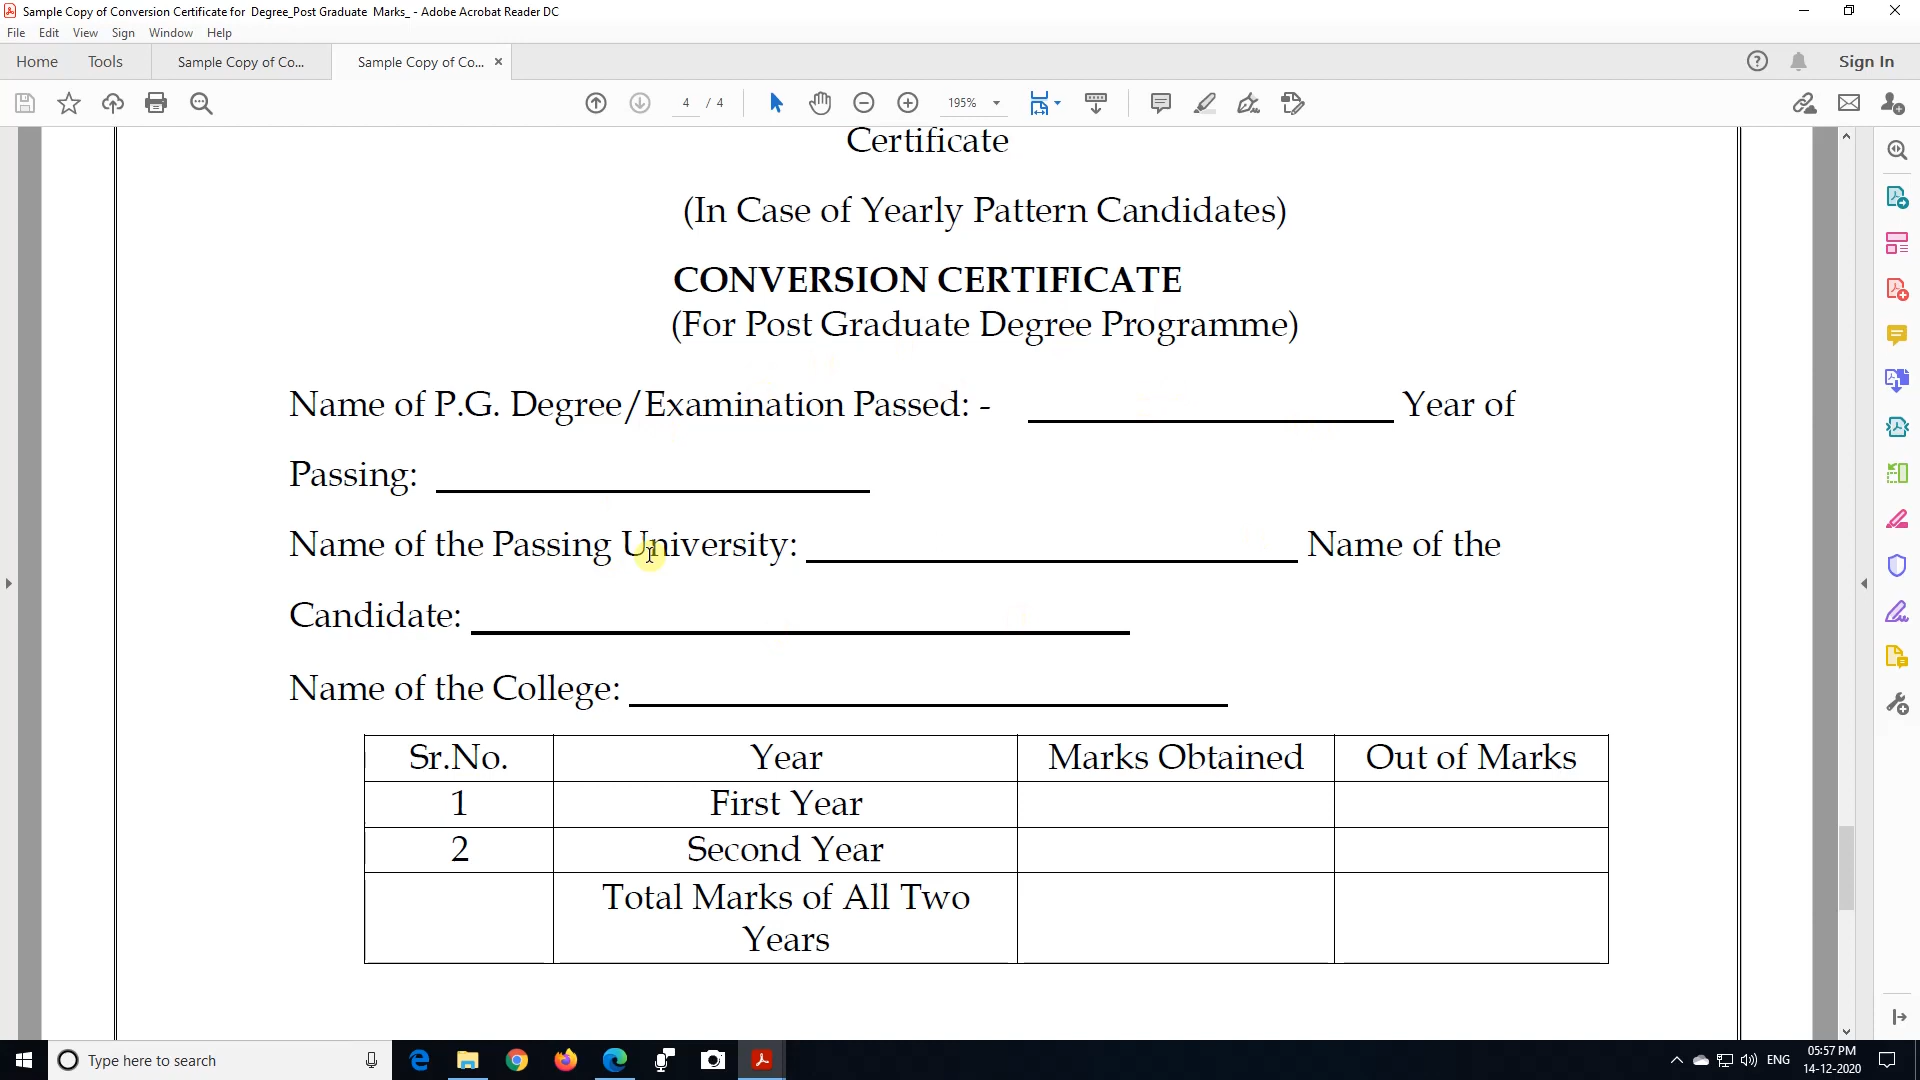 Sample Copy of Conversion Certificate for Degree_Post Graduate Marks_ - Adobe Acrobat Reader DC
File Edit View Sign Window Help
Home Tools Sample Copy of Co... Sample Copy of Co... × Sign In
4 / 4 195%
Certificate
(In Case of Yearly Pattern Candidates)
CONVERSION CERTIFICATE
(For Post Graduate Degree Programme)
Name of P.G. Degree/Examination Passed: - ____________________ Year of
Passing: ____________________
Name of the Passing University: ____________________ Name of the
Candidate: ____________________
Name of the College: ____________________
Sr.No. Year Marks Obtained Out of Marks
1 First Year
2 Second Year
Total Marks of All Two
Years
Type here to search ENG 05:57 PM
14-12-2020